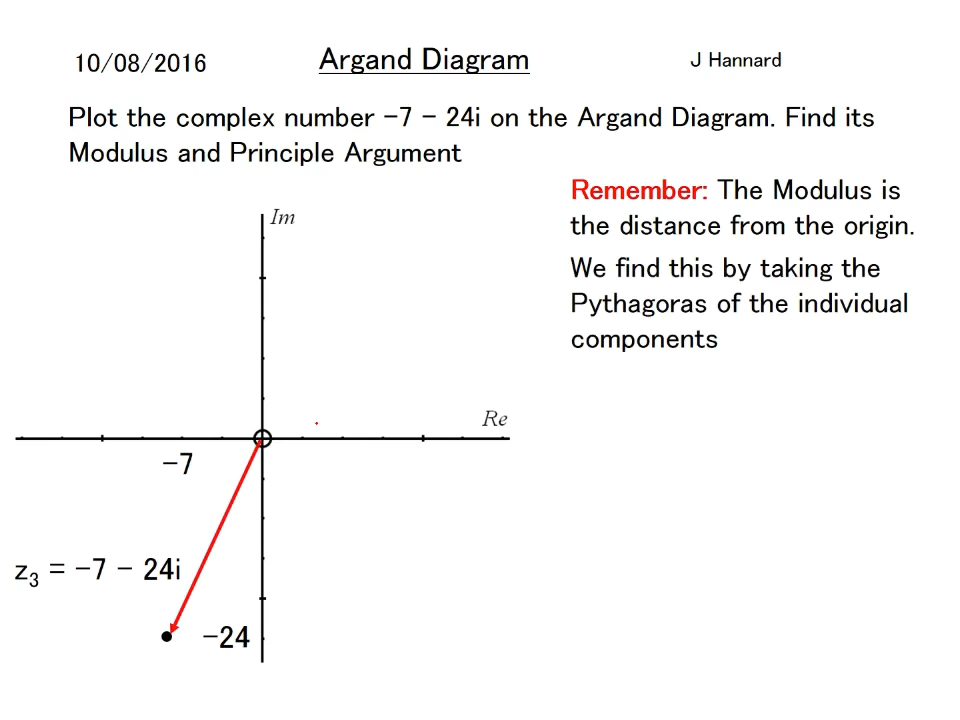 10/08/2016 Argand Diagram J Hannard
Plot the complex number -7 - 24i on the Argand Diagram. Find its
Modulus and Principle Argument
Remember: The Modulus is
the distance from the origin.
We find this by taking the
Pythagoras of the individual
components
Im
Re
-7
z₃ = -7 - 24i
-24